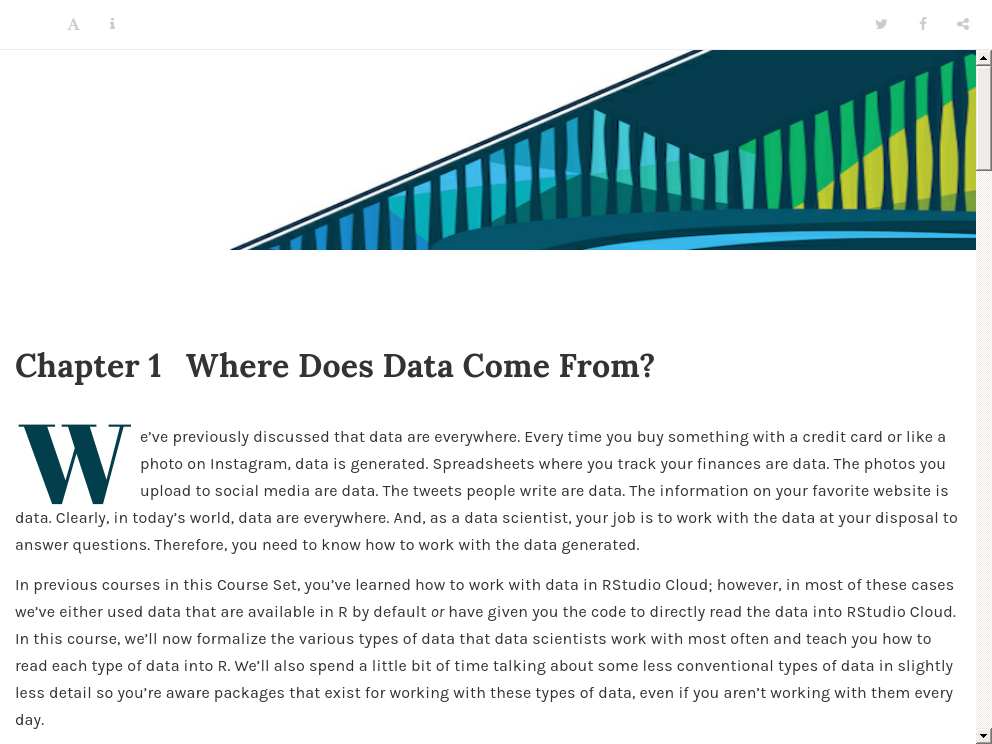 Chapter 1 Where Does Data Come From?
We’ve previously discussed that data are everywhere. Every time you buy something with a credit card or like a
photo on Instagram, data is generated. Spreadsheets where you track your finances are data. The photos you
upload to social media are data. The tweets people write are data. The information on your favorite website is
data. Clearly, in today’s world, data are everywhere. And, as a data scientist, your job is to work with the data at your disposal to
answer questions. Therefore, you need to know how to work with the data generated.
In previous courses in this Course Set, you’ve learned how to work with data in RStudio Cloud; however, in most of these cases
we’ve either used data that are available in R by default or have given you the code to directly read the data into RStudio Cloud.
In this course, we’ll now formalize the various types of data that data scientists work with most often and teach you how to
read each type of data into R. We’ll also spend a little bit of time talking about some less conventional types of data in slightly
less detail so you’re aware packages that exist for working with these types of data, even if you aren’t working with them every
day.